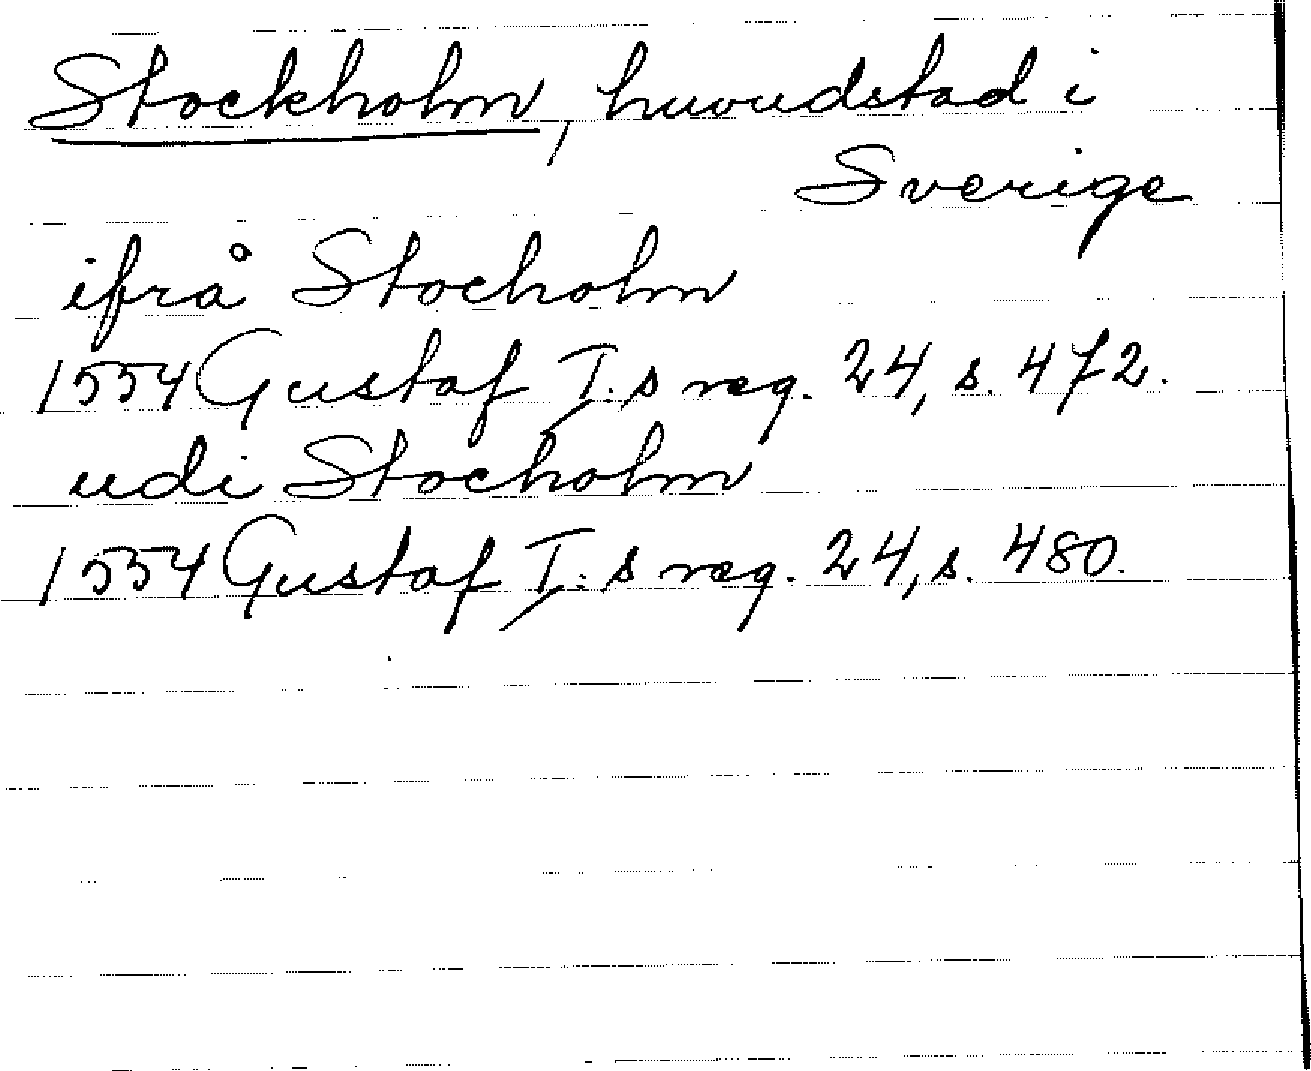 Stockholm, huvudstad i
Sverige
ifrå Stocholm
1554 Gustaf I:s reg. 24, s. 472.
udi Stocholm
1554 Gustaf I:s reg. 24, s. 480.